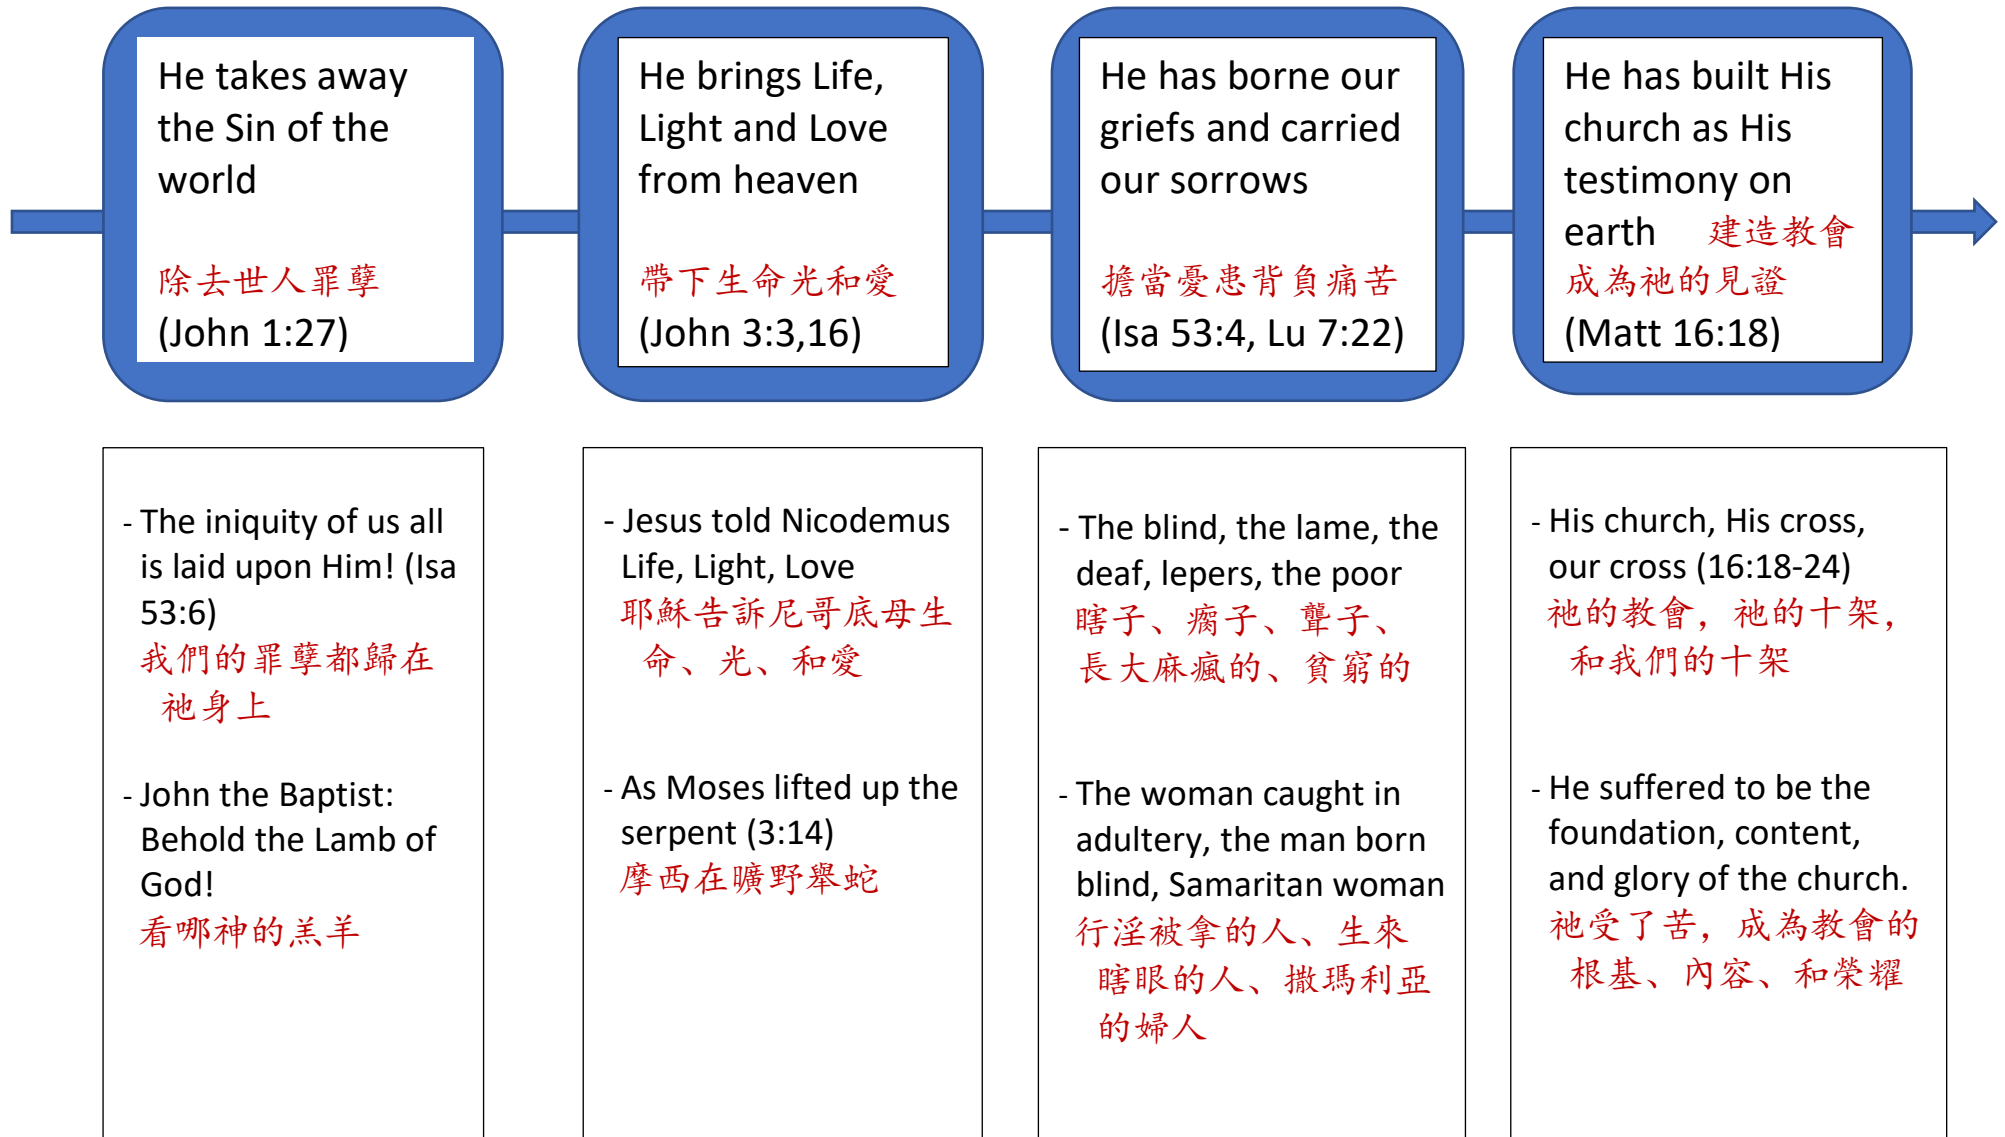 He takes away
the Sin of the
world
除去世人罪孽
(John 1:27)
He brings Life,
Light and Love
from heaven
帶下生命光和愛
(John 3:3,16)
He has borne our
griefs and carried
our sorrows
擔當憂患背負痛苦
(Isa 53:4, Lu 7:22)
He has built His
church as His
testimony on
earth 建造教會
成為祂的見證
(Matt 16:18)
- The iniquity of us all
is laid upon Him! (Isa
53:6)
我們的罪孽都歸在
祂身上
- John the Baptist:
Behold the Lamb of
God!
看哪神的羔羊
- Jesus told Nicodemus
Life, Light, Love
耶穌告訴尼哥底母生
命、光、和愛
- As Moses lifted up the
serpent (3:14)
摩西在曠野舉蛇
- The blind, the lame, the
deaf, lepers, the poor
瞎子、瘸子、聾子、
長大麻瘋的、貧窮的
- The woman caught in
adultery, the man born
blind, Samaritan woman
行淫被拿的人、生來
瞎眼的人、撒瑪利亞
的婦人
- His church, His cross,
our cross (16:18-24)
祂的教會，祂的十架，
和我們的十架
- He suffered to be the
foundation, content,
and glory of the church.
祂受了苦，成為教會的
根基、內容、和榮耀